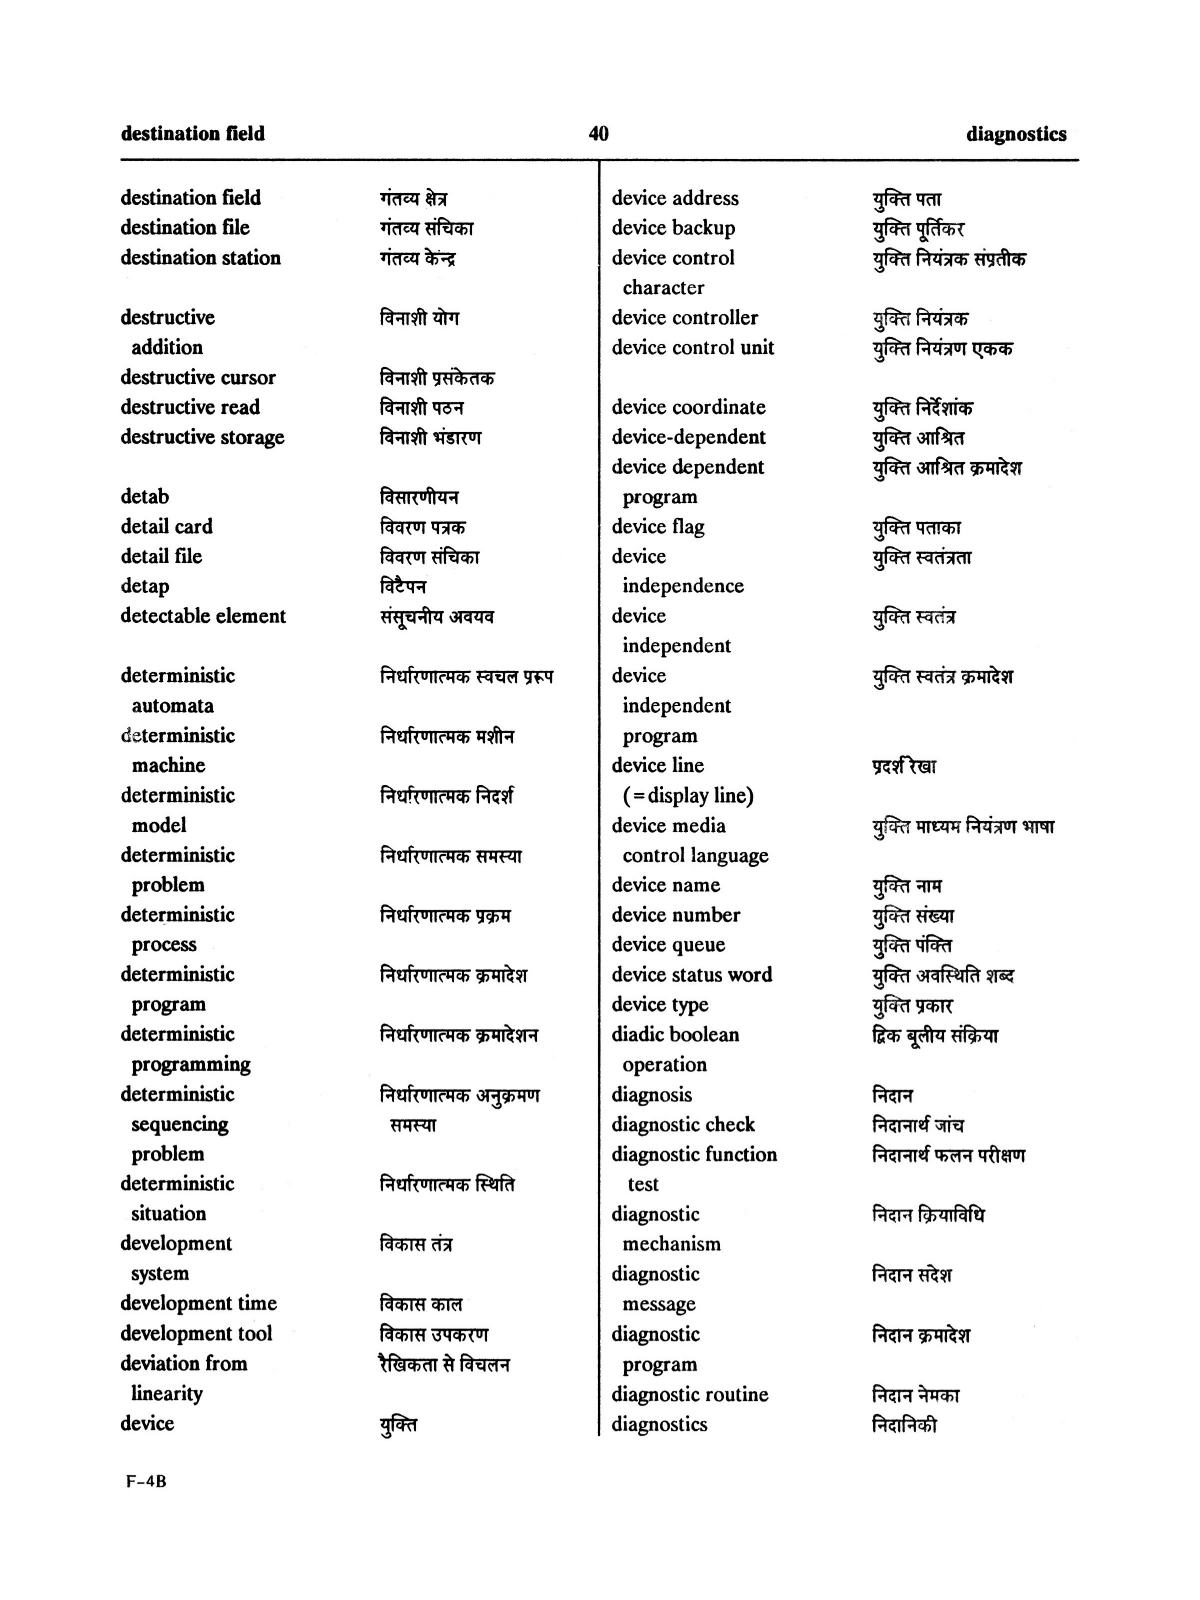 destination field 40 diagnostics
destination field गंतव्य क्षेत्र
destination file गंतव्य संचिका
destination station गंतव्य केन्द्र
destructive विनाशी योग
addition
destructive cursor विनाशी प्रसंकेतक
destructive read विनाशी पठन
destructive storage विनाशी भंडारण
detab विसारणीयन
detail card विवरण पत्रक
detail file विवरण संचिका
detap विटैपन
detectable element संसूचनीय अवयव
deterministic निर्धारणात्मक स्वचल प्ररूप
automata
deterministic निर्धारणात्मक मशीन
machine
deterministic निर्धारणात्मक निदर्श
model
deterministic निर्धारणात्मक समस्या
problem
deterministic निर्धारणात्मक प्रक्रम
process
deterministic निर्धारणात्मक क्रमादेश
program
deterministic निर्धारणात्मक क्रमादेशन
programming
deterministic निर्धारणात्मक अनुक्रमण
sequencing समस्या
problem
deterministic निर्धारणात्मक स्थिति
situation
development विकास तंत्र
system
development time विकास काल
development tool विकास उपकरण
deviation from रैखिकता से विचलन
linearity
device युक्ति
device address युक्ति पता
device backup युक्ति पूर्तिकर
device control युक्ति नियंत्रक संप्रतीक
character
device controller युक्ति नियंत्रक
device control unit युक्ति नियंत्रण एकक
device coordinate युक्ति निर्देशांक
device-dependent युक्ति आश्रित
device dependent युक्ति आश्रित क्रमादेश
program
device flag युक्ति पताका
device युक्ति स्वतंत्रता
independence
device युक्ति स्वतंत्र
independent
device युक्ति स्वतंत्र क्रमादेश
independent
program
device line प्रदर्श रेखा
(=display line)
device media युक्ति माध्यम नियंत्रण भाषा
control language
device name युक्ति नाम
device number युक्ति संख्या
device queue युक्ति पंक्ति
device status word युक्ति अवस्थिति शब्द
device type युक्ति प्रकार
diadic boolean द्विक बूलीय संक्रिया
operation
diagnosis निदान
diagnostic check निदानार्थ जांच
diagnostic function निदानार्थ फलन परीक्षण
test
diagnostic निदान क्रियाविधि
mechanism
diagnostic निदान संदेश
message
diagnostic निदान क्रमादेश
program
diagnostic routine निदान नेमका
diagnostics निदानिकी
F-4B